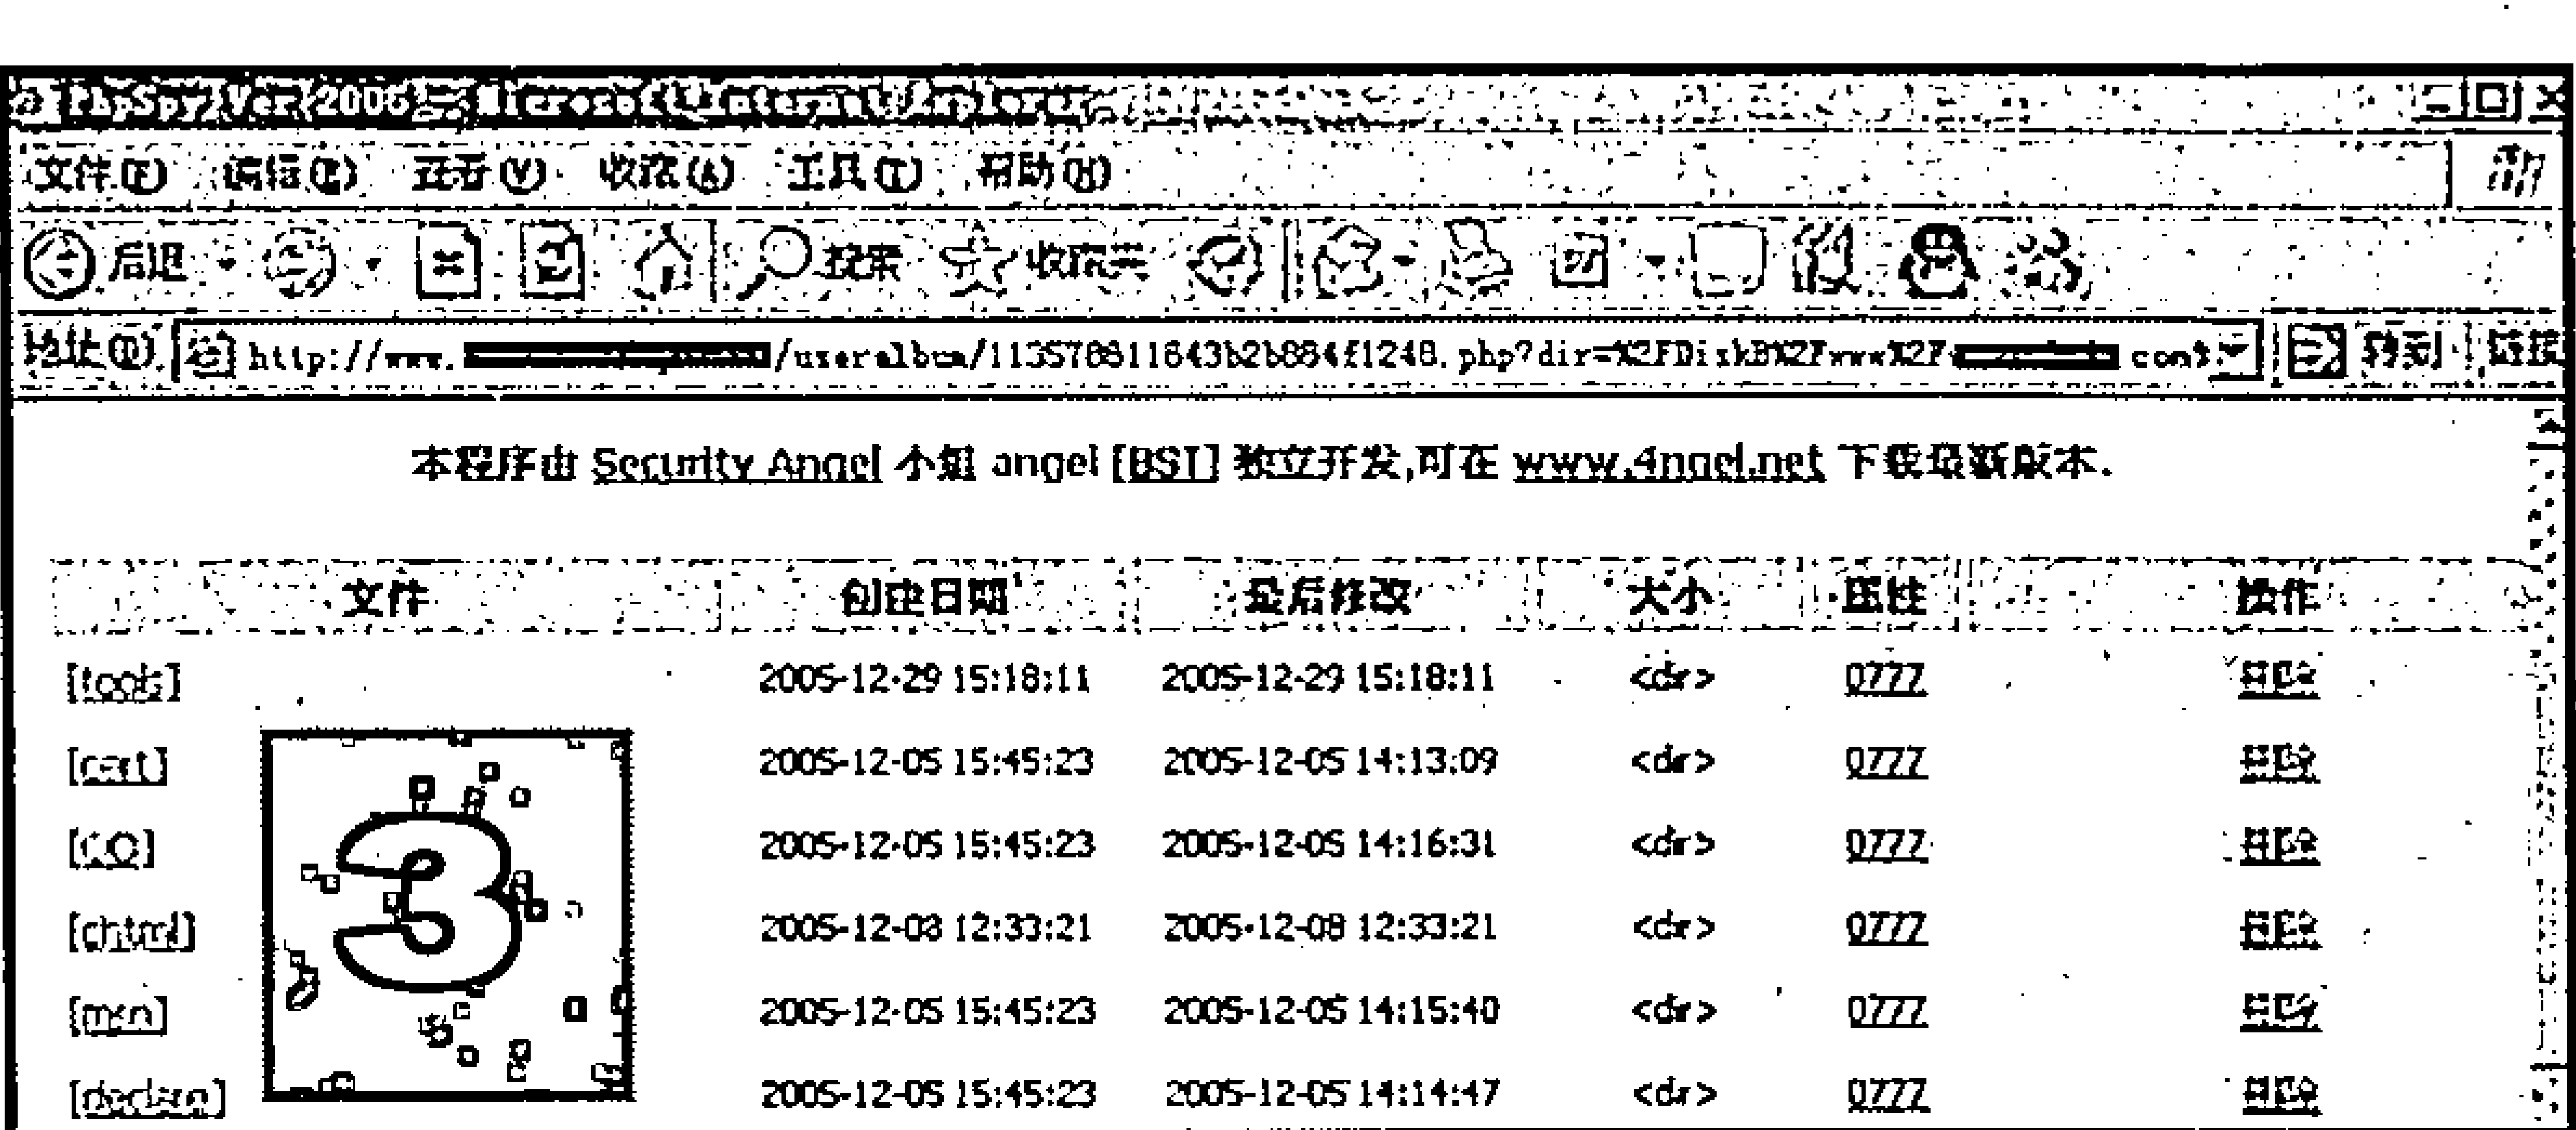 PhpSpy Ver 2006 - Microsoft Internet Explorer
文件(F) 编辑(E) 查看(V) 收藏(A) 工具(T) 帮助(H)
后退 搜索 收藏夹
地址(D) http://www. /useralbum/113578811843b2b884f1248.php?dir=%2FDiskB%2Fwww%2F com% 转到 链接
本程序由 Security Angel 小组 angel [BST] 独立开发,可在 www.4ngel.net 下载最新版本.
文件 创建日期 最后修改 大小 属性 操作
[tools] 2005-12-29 15:18:11 2005-12-29 15:18:11 <dir> 0777 删除
[cert] 2005-12-05 15:45:23 2005-12-05 14:13:09 <dir> 0777 删除
2005-12-05 15:45:23 2005-12-05 14:16:31 <dir> 0777 删除
[chtml] 2005-12-08 12:33:21 2005-12-08 12:33:21 <dir> 0777 删除
[msn] 2005-12-05 15:45:23 2005-12-05 14:15:40 <dir> 0777 删除
[declare] 2005-12-05 15:45:23 2005-12-05 14:14:47 <dir> 0777 删除
3